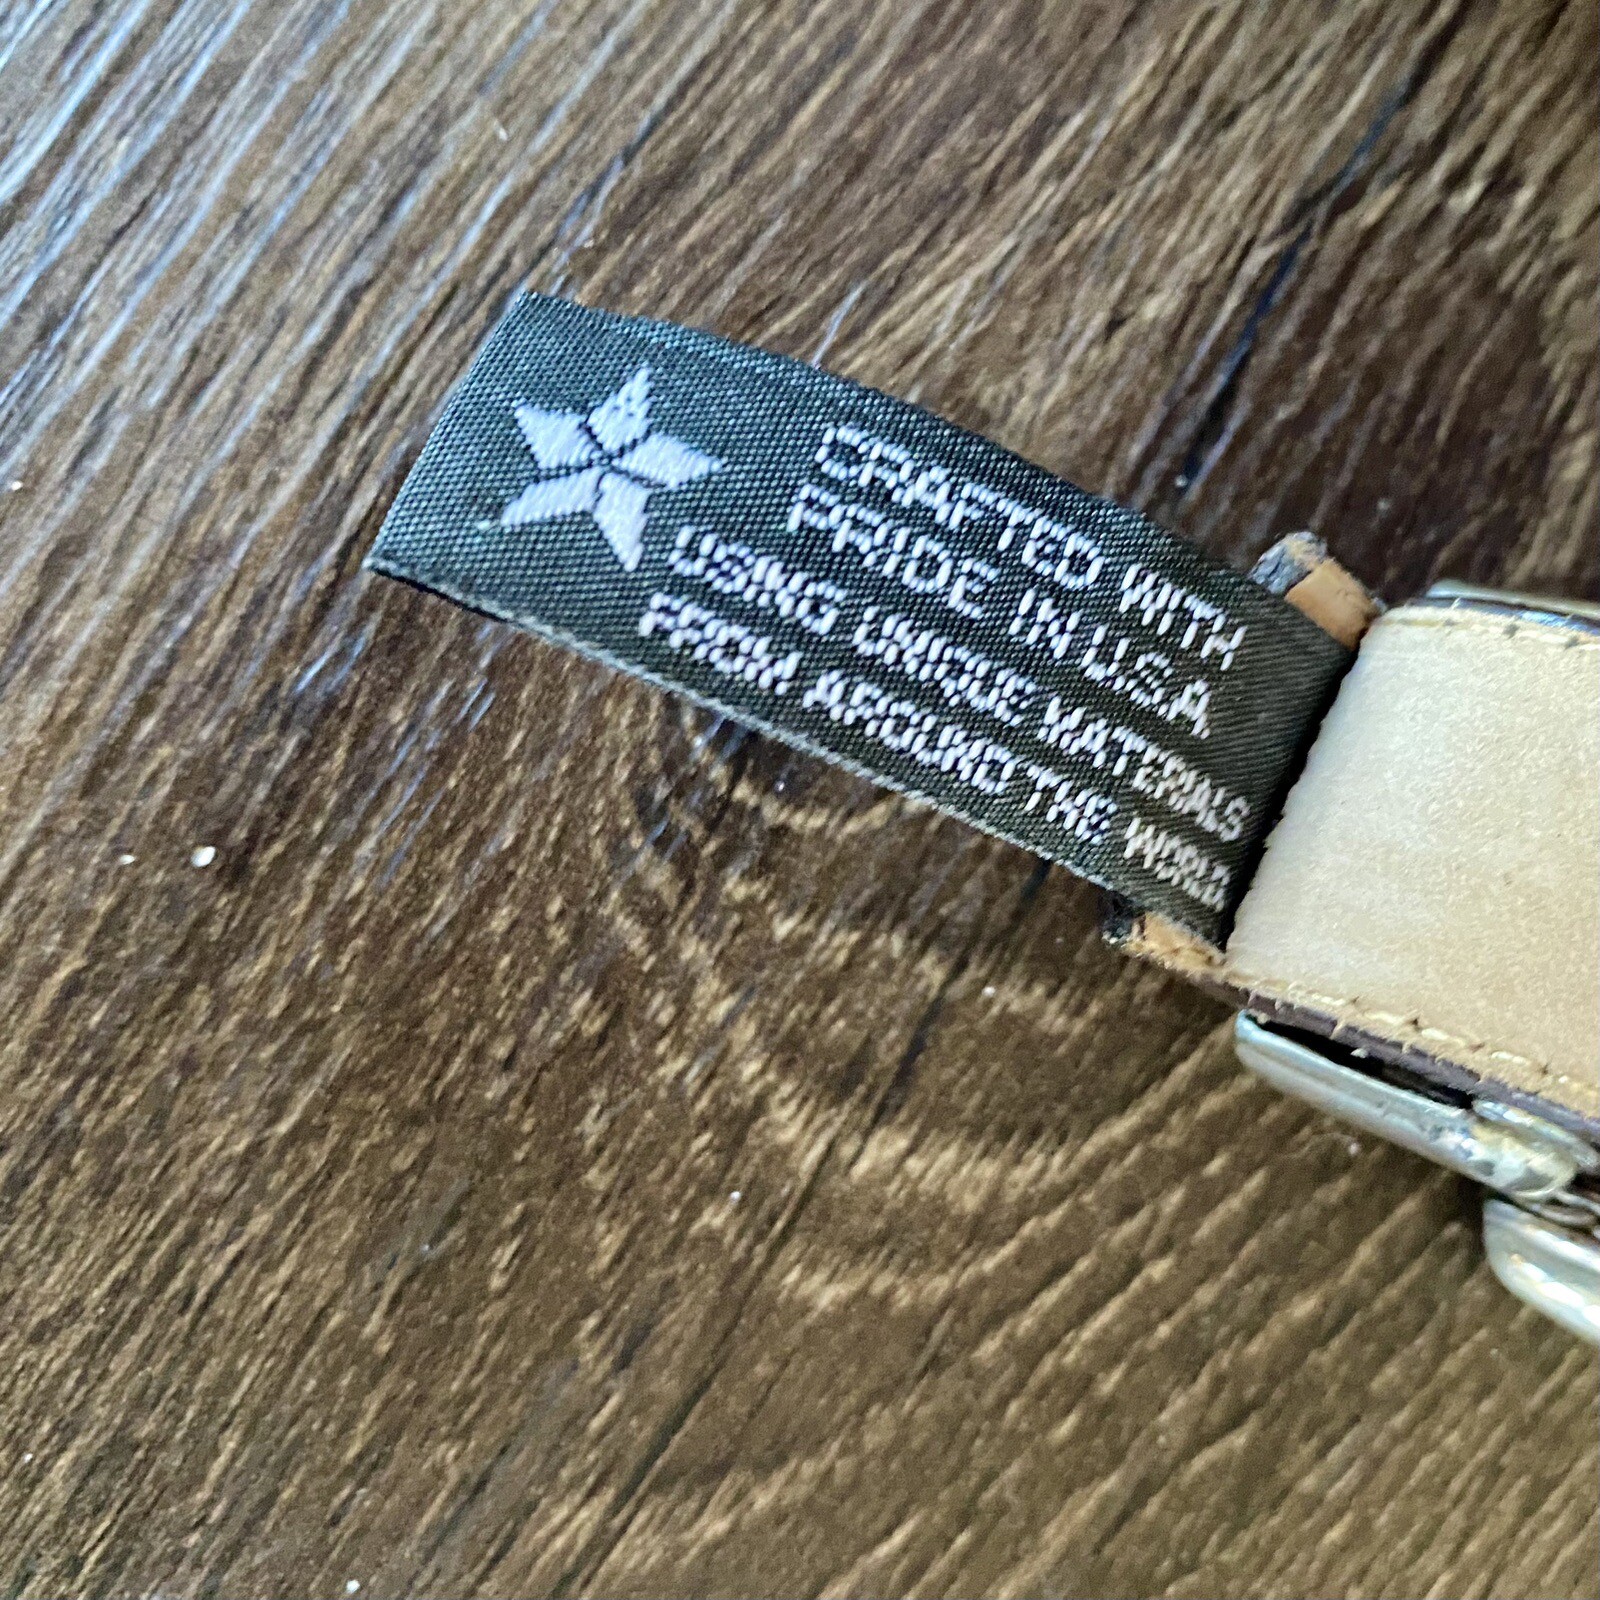 CRAFTED WITH
PRIDE IN U.S.A.
USING UNIQUE MATERIALS
FROM AROUND THE WORLD